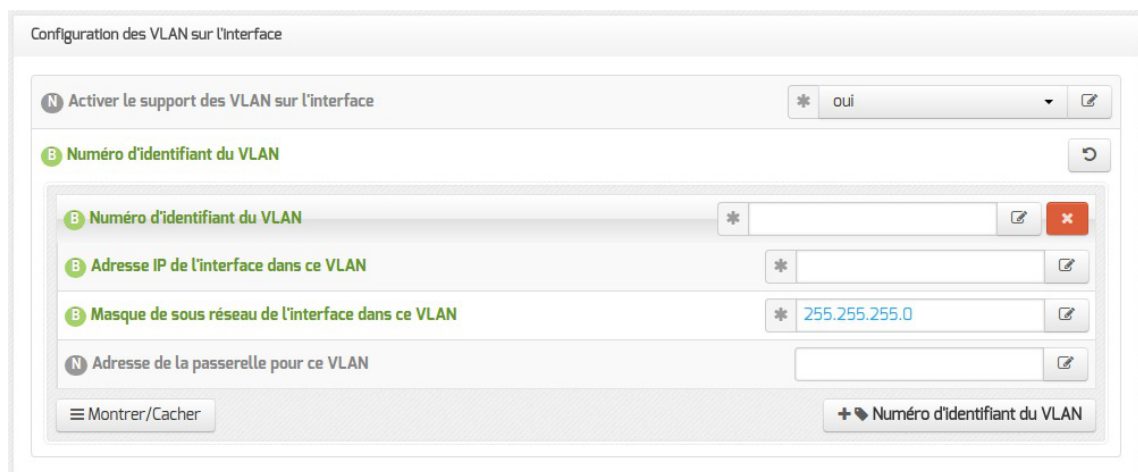 Configuration des VLAN sur l'interface
N Activer le support des VLAN sur l'interface * oui
B Numéro d'identifiant du VLAN
B Numéro d'identifiant du VLAN *
B Adresse IP de l'interface dans ce VLAN *
B Masque de sous réseau de l'interface dans ce VLAN * 255.255.255.0
N Adresse de la passerelle pour ce VLAN
Montrer/Cacher + Numéro d'identifiant du VLAN